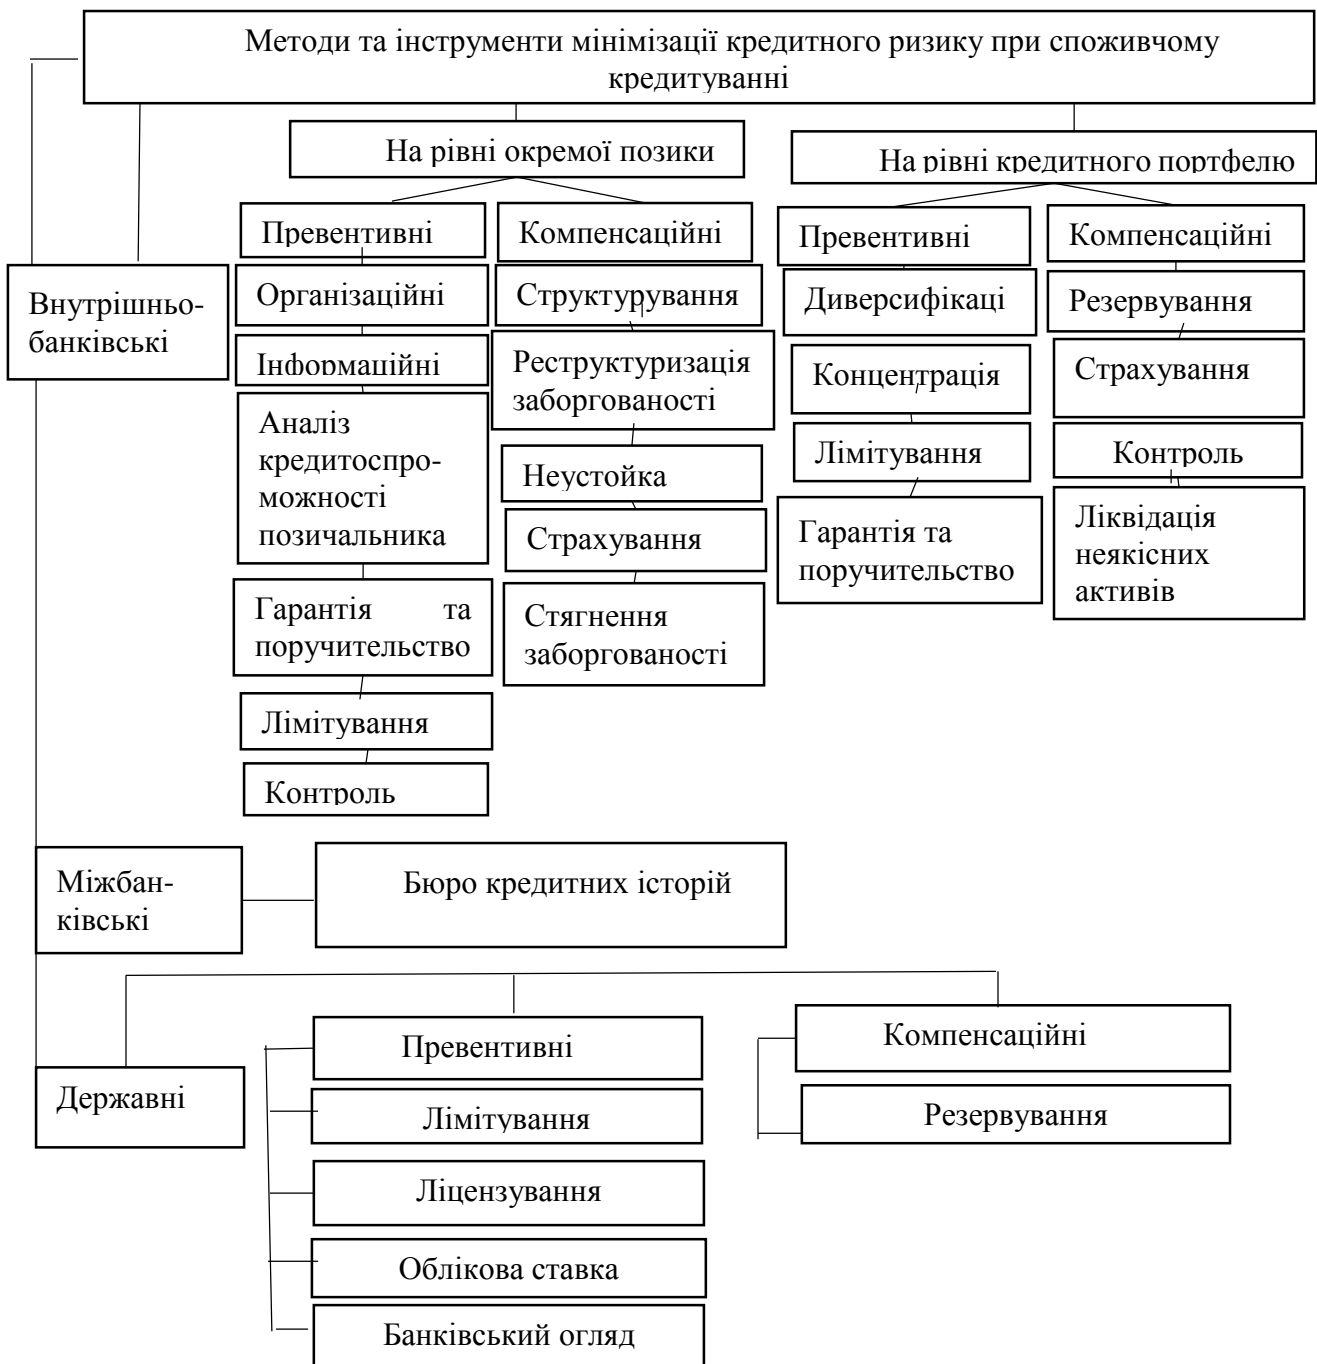 Методи та інструменти мінімізації кредитного ризику при споживчому
кредитуванні
На рівні окремої позики
На рівні кредитного портфелю
Превентивні
Компенсаційні
Превентивні
Компенсаційні
Внутрішньо-
банківські
Організаційні
Інформаційні
Аналіз
кредитоспро-
можності
позичальника
Гарантія та
поручительство
Лімітування
Контроль
Структурування
Реструктуризація
заборгованості
Неустойка
Страхування
Стягнення
заборгованості
Диверсифікаці
Концентрація
Лімітування
Гарантія та
поручительство
Резервування
Страхування
Контроль
Ліквідація
неякісних
активів
Міжбан-
ківські
Бюро кредитних історій
Державні
Превентивні
Лімітування
Ліцензування
Облікова ставка
Банківський огляд
Компенсаційні
Резервування